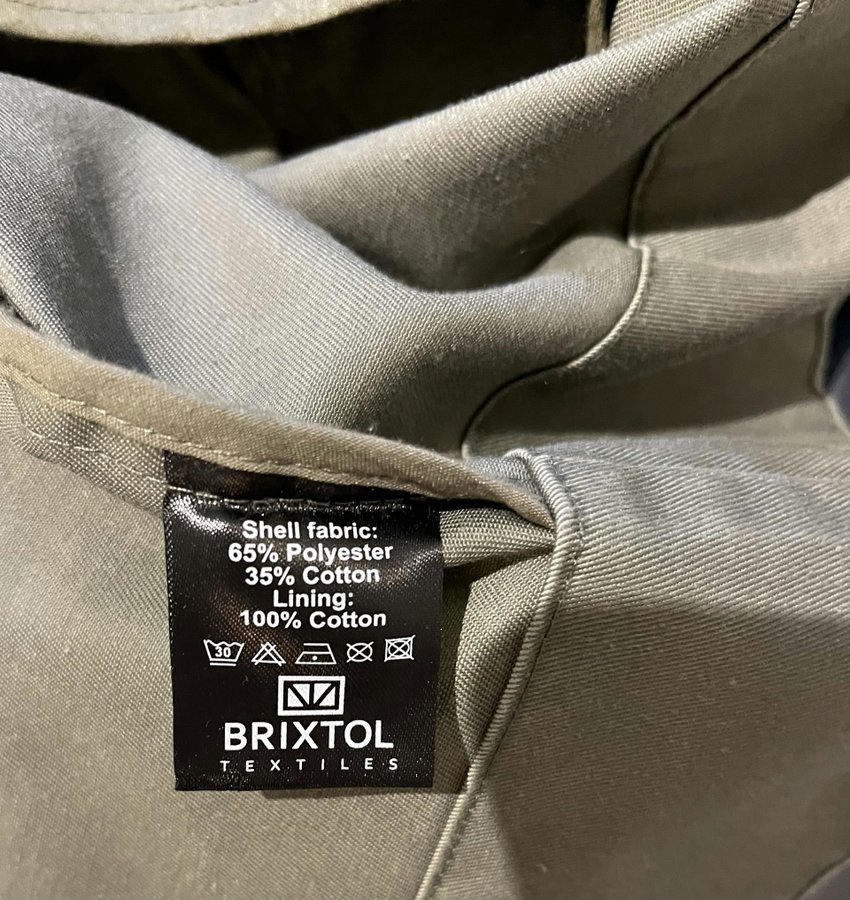 Shell fabric:
65% Polyester
35% Cotton
Lining:
100% Cotton
30
BRIXTOL
TEXTILES